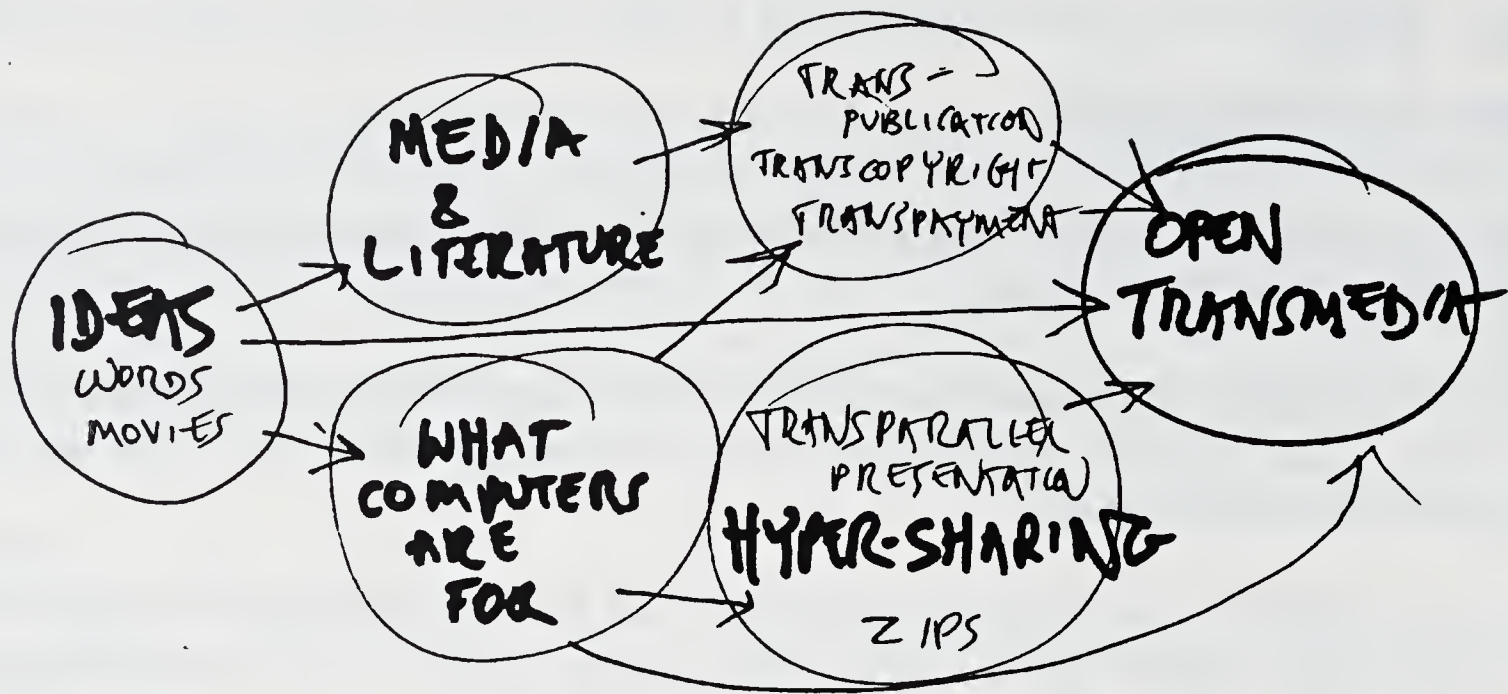 IDEAS
WORDS
MOVIES
MEDIA
&
LITERATURE
WHAT
COMPUTERS
ARE
FOR
TRANS-
PUBLICATION
TRANSCOPYRIGHT
TRANSPAYMENT
TRANSPARALLEL
PRESENTATION
HYPER-SHARING
ZIPS
OPEN
TRANSMEDIA